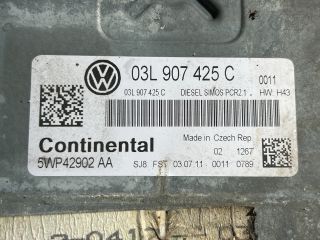 03L 907 425 C 0011
03L 907 425 C DIESEL SIMOS PCR2.1 HW H43
Continental
Made in Czech Rep.
02 1267
5WP42902 AA SJ8 FST 03 07 11 0011 0789